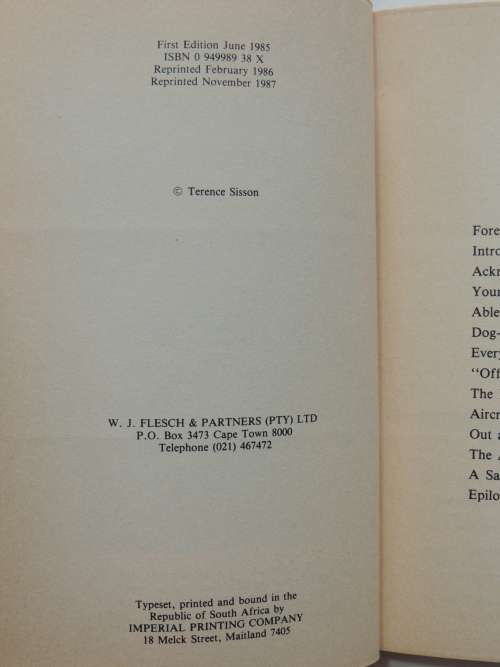 First Edition June 1985
ISBN 0 949989 38 X
Reprinted February 1986
Reprinted November 1987
© Terence Sisson
W. J. FLESCH & PARTNERS (PTY) LTD
P.O. Box 3473 Cape Town 8000
Telephone (021) 467472
Typeset, printed and bound in the
Republic of South Africa by
IMPERIAL PRINTING COMPANY
18 Melck Street, Maitland 7405
Fore
Intro
Ackn
Your
Able
Dog-
Every
"Off
The
Aircr
Out a
The A
A Sa
Epilo